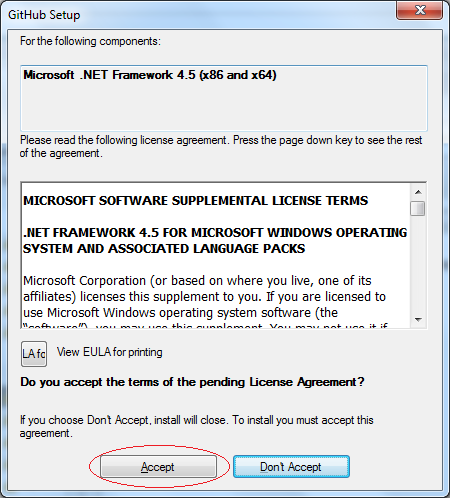 GitHub Setup
For the following components:
Microsoft .NET Framework 4.5 (x86 and x64)
Please read the following license agreement. Press the page down key to see the rest
of the agreement.
MICROSOFT SOFTWARE SUPPLEMENTAL LICENSE TERMS
.NET FRAMEWORK 4.5 FOR MICROSOFT WINDOWS OPERATING
SYSTEM AND ASSOCIATED LANGUAGE PACKS
Microsoft Corporation (or based on where you live, one of its
affiliates) licenses this supplement to you. If you are licensed to
use Microsoft Windows operating system software (the
“software”), you may use this supplement. You may not use it if
LA fo View EULA for printing
Do you accept the terms of the pending License Agreement?
If you choose Don't Accept, install will close. To install you must accept this
agreement.
Accept Don't Accept